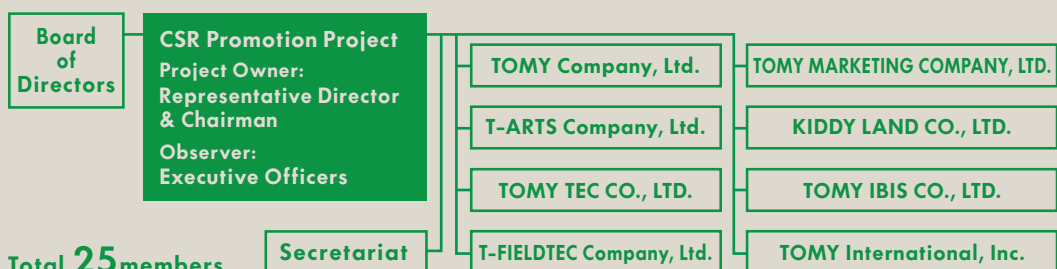 Board
of
Directors
CSR Promotion Project
Project Owner:
Representative Director
& Chairman
Observer:
Executive Officers
TOMY Company, Ltd.
TOMY MARKETING COMPANY, LTD.
T-ARTS Company, Ltd.
KIDDY LAND CO., LTD.
TOMY TEC CO., LTD.
TOMY IBIS CO., LTD.
Total 25 members
Secretariat
T-FIELDTEC Company, Ltd.
TOMY International, Inc.